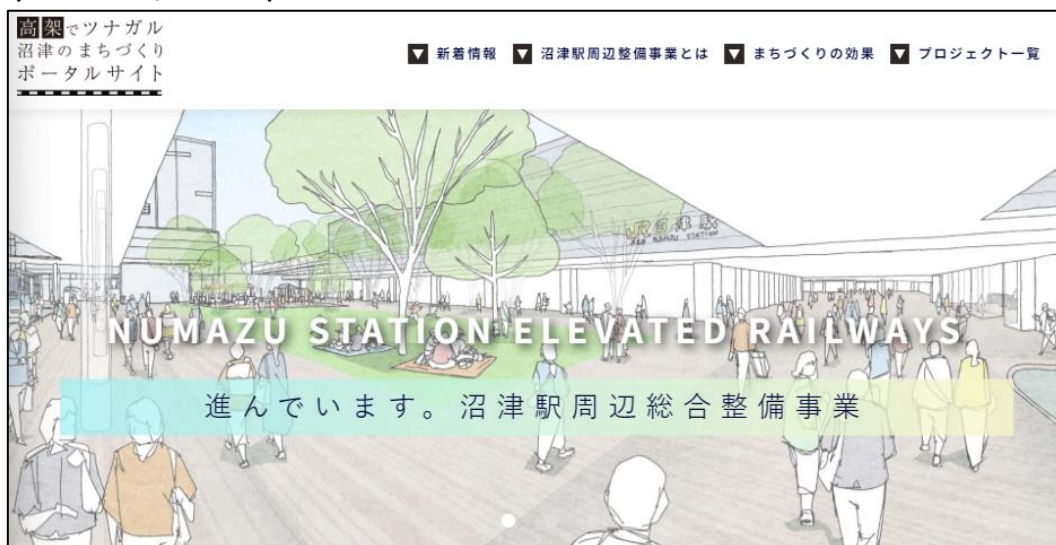 高架でツナガル
沼津のまちづくり
ポータルサイト
新着情報 沼津駅周辺整備事業とは まちづくりの効果 プロジェクト一覧
JR沼津駅
NUMAZU STATION
NUMAZU STATION ELEVATED RAILWAYS
進んでいます。沼津駅周辺総合整備事業